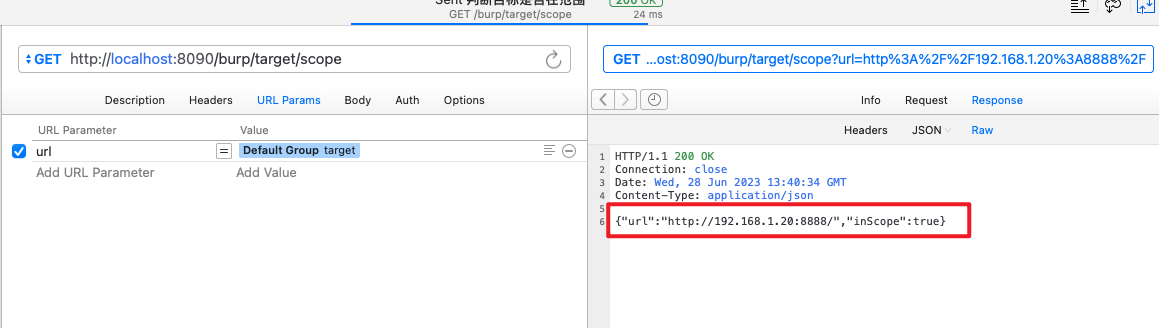 Sent 判断目标是否在范围
200 OK
GET /burp/target/scope
24 ms
GET http://localhost:8090/burp/target/scope
GET ...ost:8090/burp/target/scope?url=http%3A%2F%2F192.168.1.20%3A8888%2F
Description Headers URL Params Body Auth Options
Info Request Response
URL Parameter Value
Headers JSON Raw
url = Default Group target
Add URL Parameter Add Value
1 HTTP/1.1 200 OK
2 Connection: close
3 Date: Wed, 28 Jun 2023 13:40:34 GMT
4 Content-Type: application/json
5
6 {"url":"http://192.168.1.20:8888/","inScope":true}